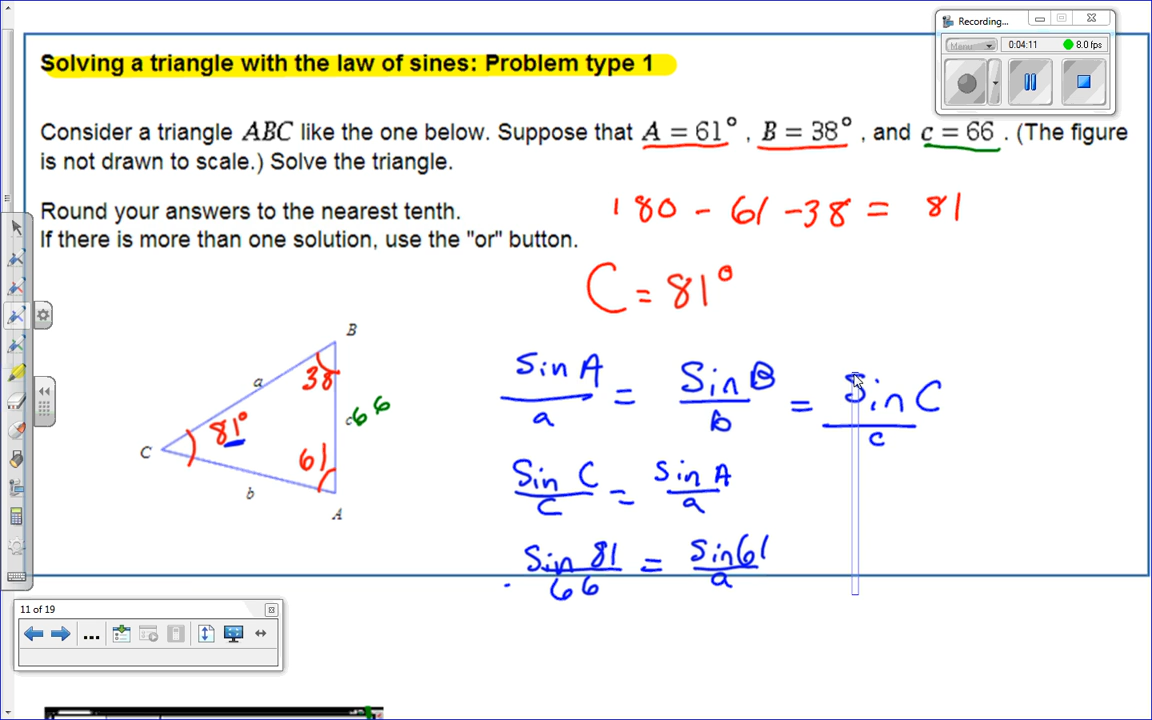 Recording...
Menu
0:04:11
8.0 fps
Solving a triangle with the law of sines: Problem type 1
Consider a triangle ABC like the one below. Suppose that A = 61°, B = 38°, and c = 66. (The figure
is not drawn to scale.) Solve the triangle.
Round your answers to the nearest tenth.
If there is more than one solution, use the "or" button.
180 - 61 - 38 = 81
C = 81°
B
a
38
c 66
81°
C
61
b
A
Sin A / a = Sin B / b = Sin C / c
Sin C / C = Sin A / a
Sin 81 / 66 = Sin 61 / a
11 of 19
...